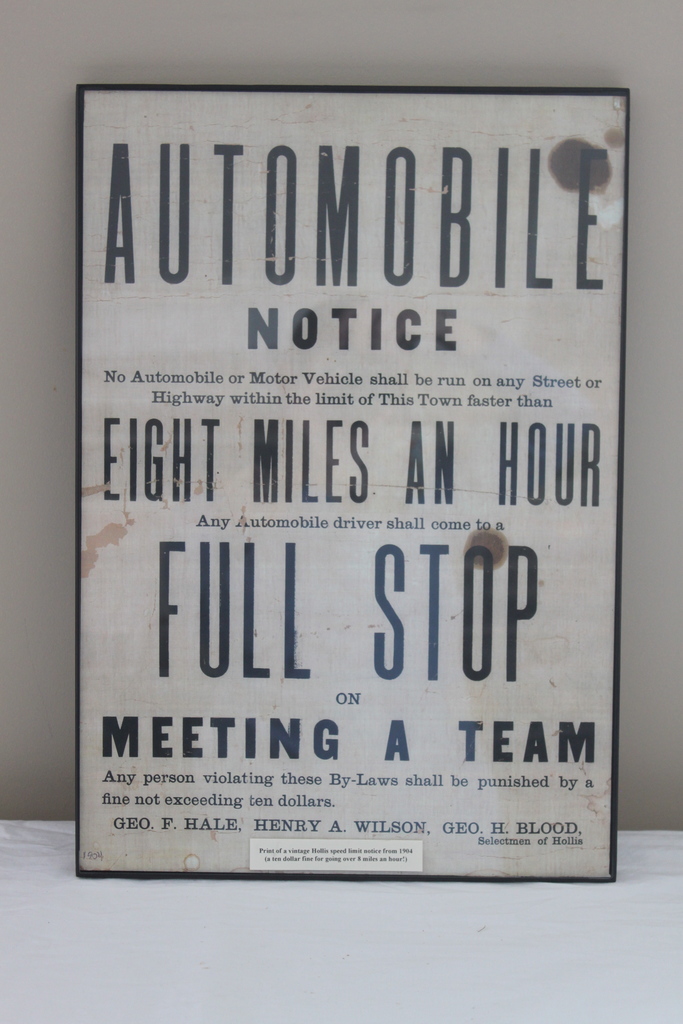 AUTOMOBILE
NOTICE
No Automobile or Motor Vehicle shall be run on any Street or
Highway within the limit of This Town faster than
EIGHT MILES AN HOUR
Any Automobile driver shall come to a
FULL STOP
ON
MEETING A TEAM
Any person violating these By-Laws shall be punished by a
fine not exceeding ten dollars.
GEO. F. HALE, HENRY A. WILSON, GEO. H. BLOOD,
Selectmen of Hollis
1904
Print of a vintage Hollis speed limit notice from 1904
(a ten dollar fine for going over 8 miles an hour!)